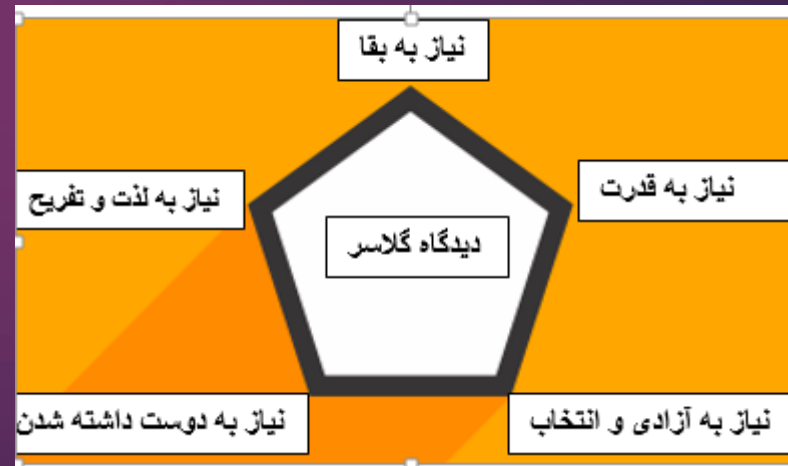 نیاز به بقا
نیاز به قدرت
نیاز به لذت و تفریح
دیدگاه گلاسر
نیاز به آزادی و انتخاب
نیاز به دوست داشته شدن